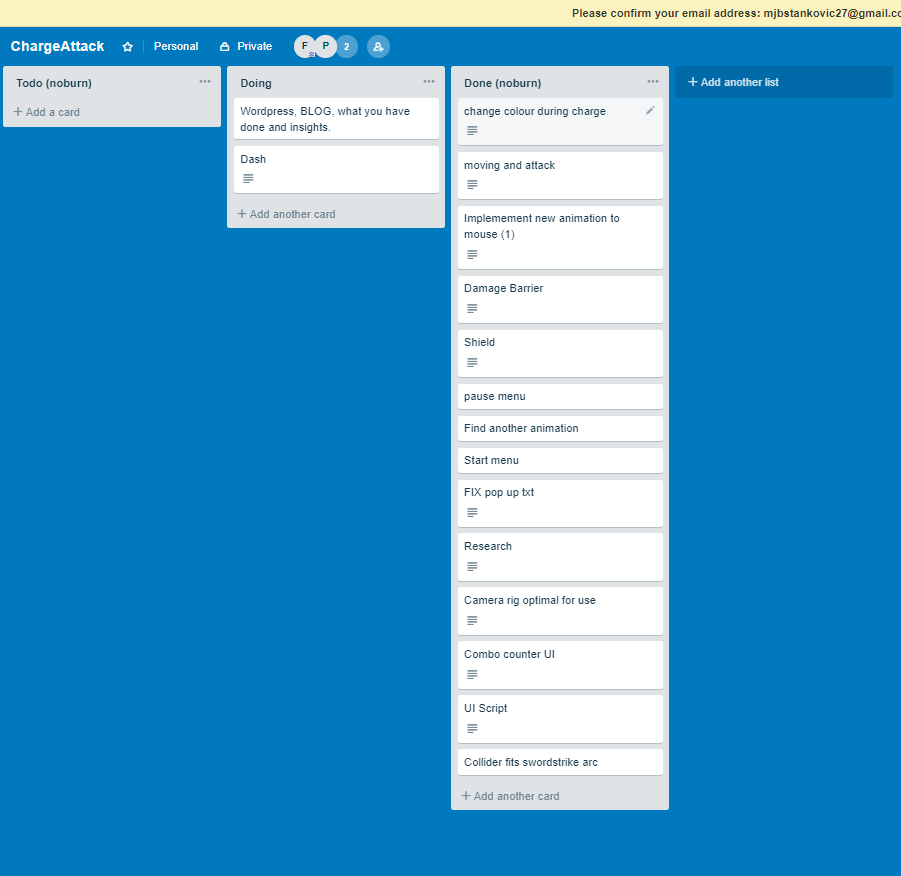 Please confirm your email address: mjbstankovic27@gmail.co
ChargeAttack
Personal
Private
F
P
2
Todo (noburn)
Add a card
Doing
Wordpress, BLOG, what you have
done and insights.
Dash
Add another card
Done (noburn)
change colour during charge
moving and attack
Implemement new animation to
mouse (1)
Damage Barrier
Shield
pause menu
Find another animation
Start menu
FIX pop up txt
Research
Camera rig optimal for use
Combo counter UI
UI Script
Collider fits swordstrike arc
Add another card
Add another list